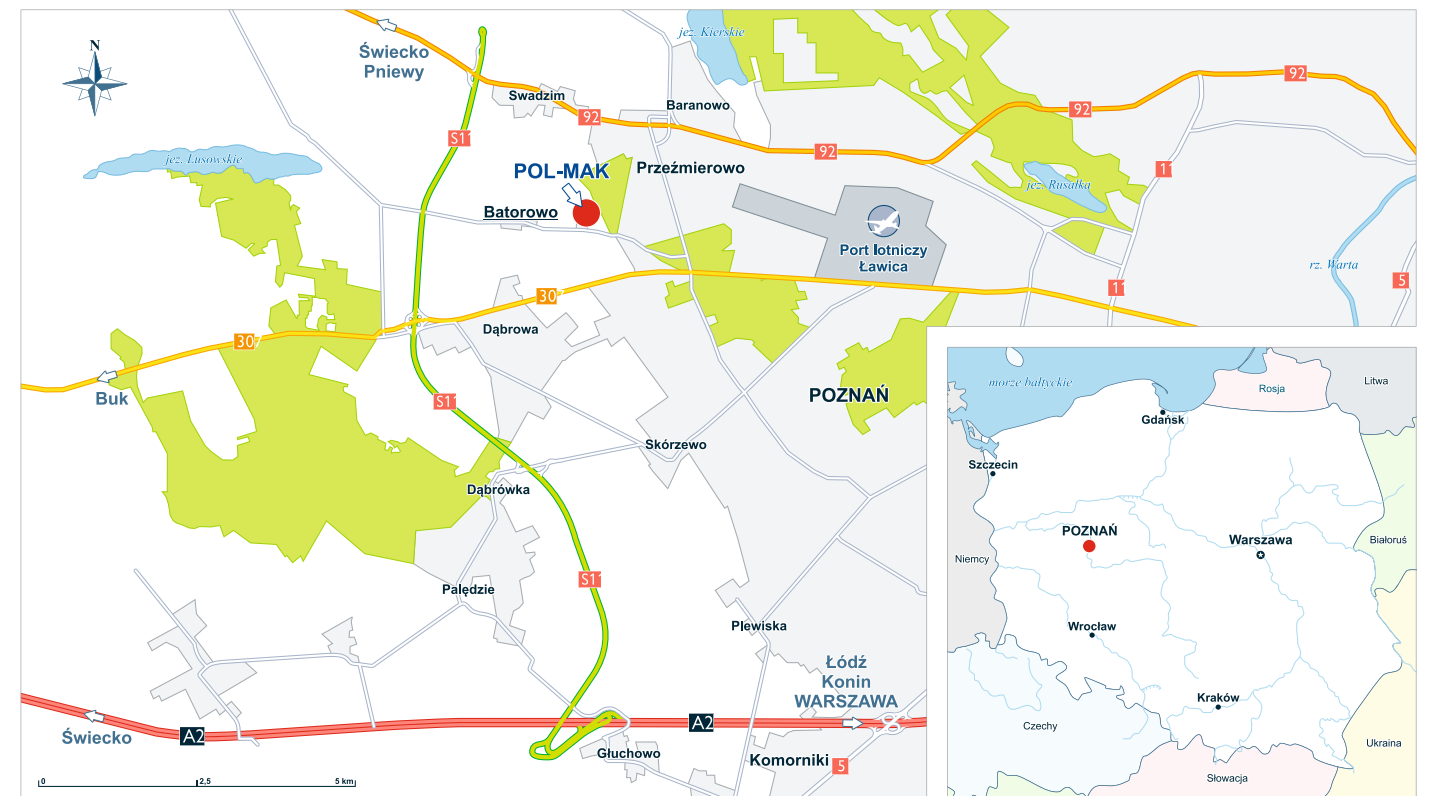 N
Świecko
Pniewy
jez. Kierskie
92
Swadzim
Baranowo
92
92
S11
92
11
jez. Lusowskie
POL-MAK
Przeźmierowo
jez. Rusałka
Batorowo
Port lotniczy
Ławica
rz. Warta
5
11
307
Dąbrowa
307
Buk
S11
POZNAŃ
Skórzewo
Dąbrówka
S11
Palędzie
Plewiska
Łódź
Konin
WARSZAWA
A2
A2
Świecko
Głuchowo
Komorniki
5
0
2,5
5 km
morze bałtyckie
Rosja
Litwa
Gdańsk
Szczecin
POZNAŃ
Warszawa
Białoruś
Niemcy
Wrocław
Kraków
Czechy
Ukraina
Słowacja